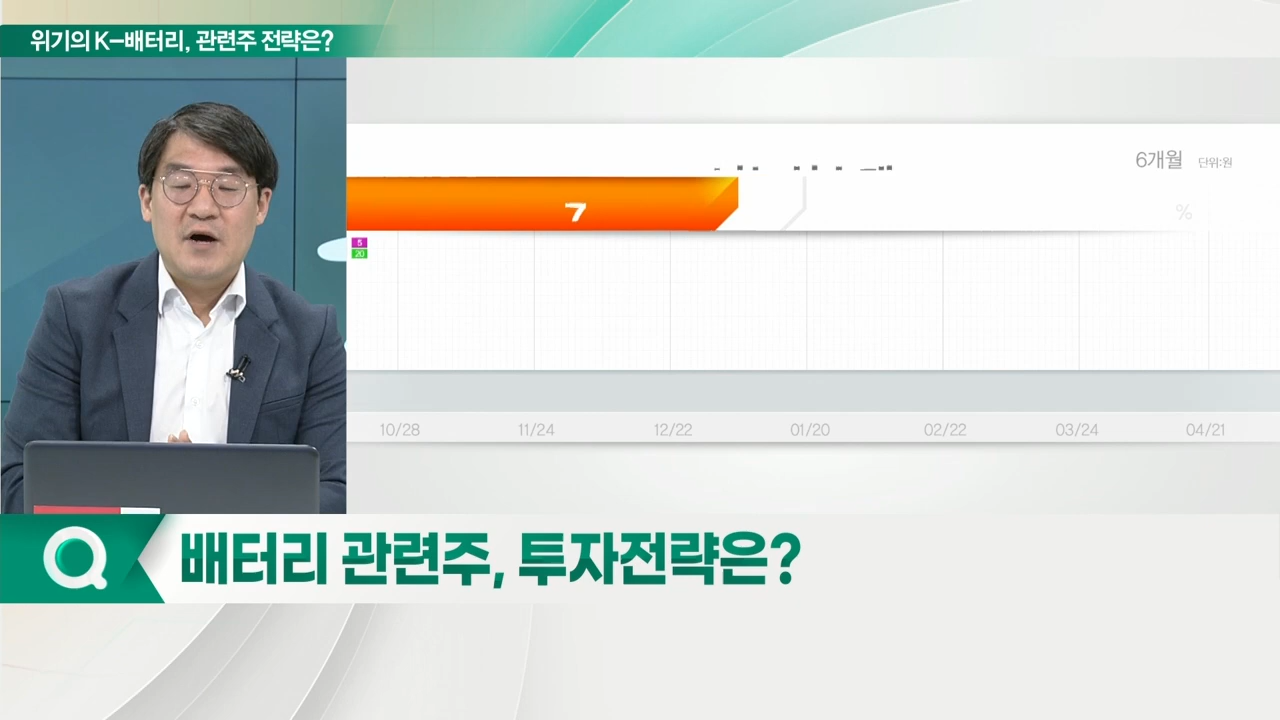 위기의 K-배터리, 관련주 전략은?
6개월 단위:원
7
%
5
20
10/28 11/24 12/22 01/20 02/22 03/24 04/21
Q 배터리 관련주, 투자전략은?